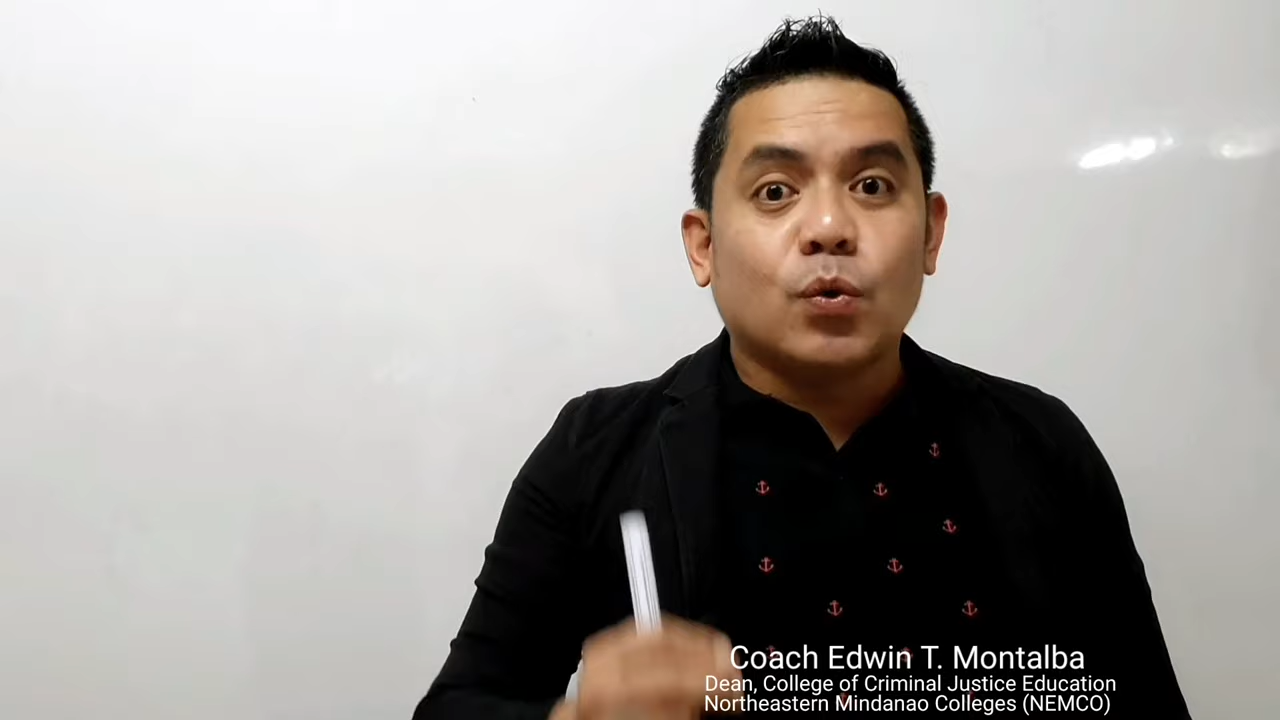 Coach Edwin T. Montalba
Dean, College of Criminal Justice Education
Northeastern Mindanao Colleges (NEMCO)